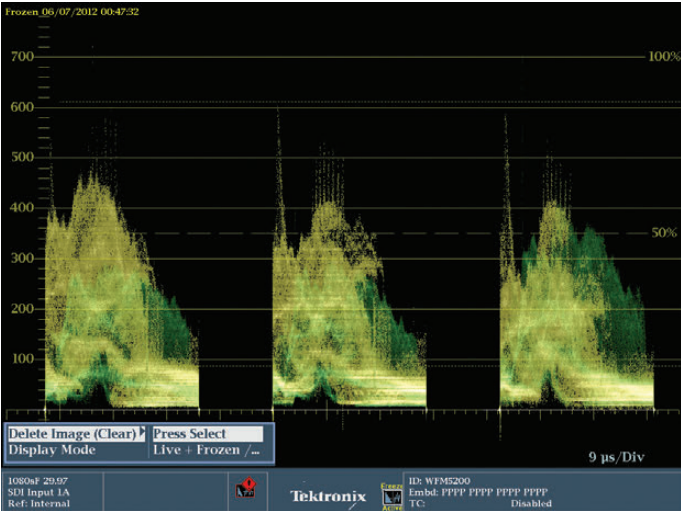 Frozen 06/07/2012 00:47:32
700
100%
600
500
400
50%
300
200
100
Delete Image (Clear) Press Select
Display Mode Live + Frozen /...
9 µs/Div
1080sF 29.97
SDI Input 1A
Ref: Internal
Tektronix
Freeze
Active
ID: WFM5200
Embd: PPPP PPPP PPPP PPPP
TC: Disabled